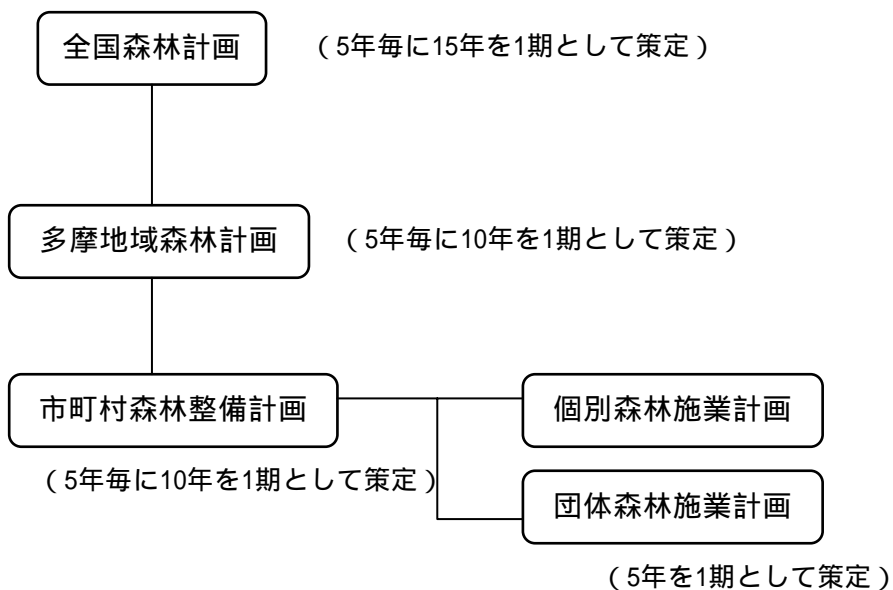 全国森林計画
（5年毎に15年を1期として策定）
多摩地域森林計画
（5年毎に10年を1期として策定）
市町村森林整備計画
（5年毎に10年を1期として策定）
個別森林施業計画
団体森林施業計画
（5年を1期として策定）